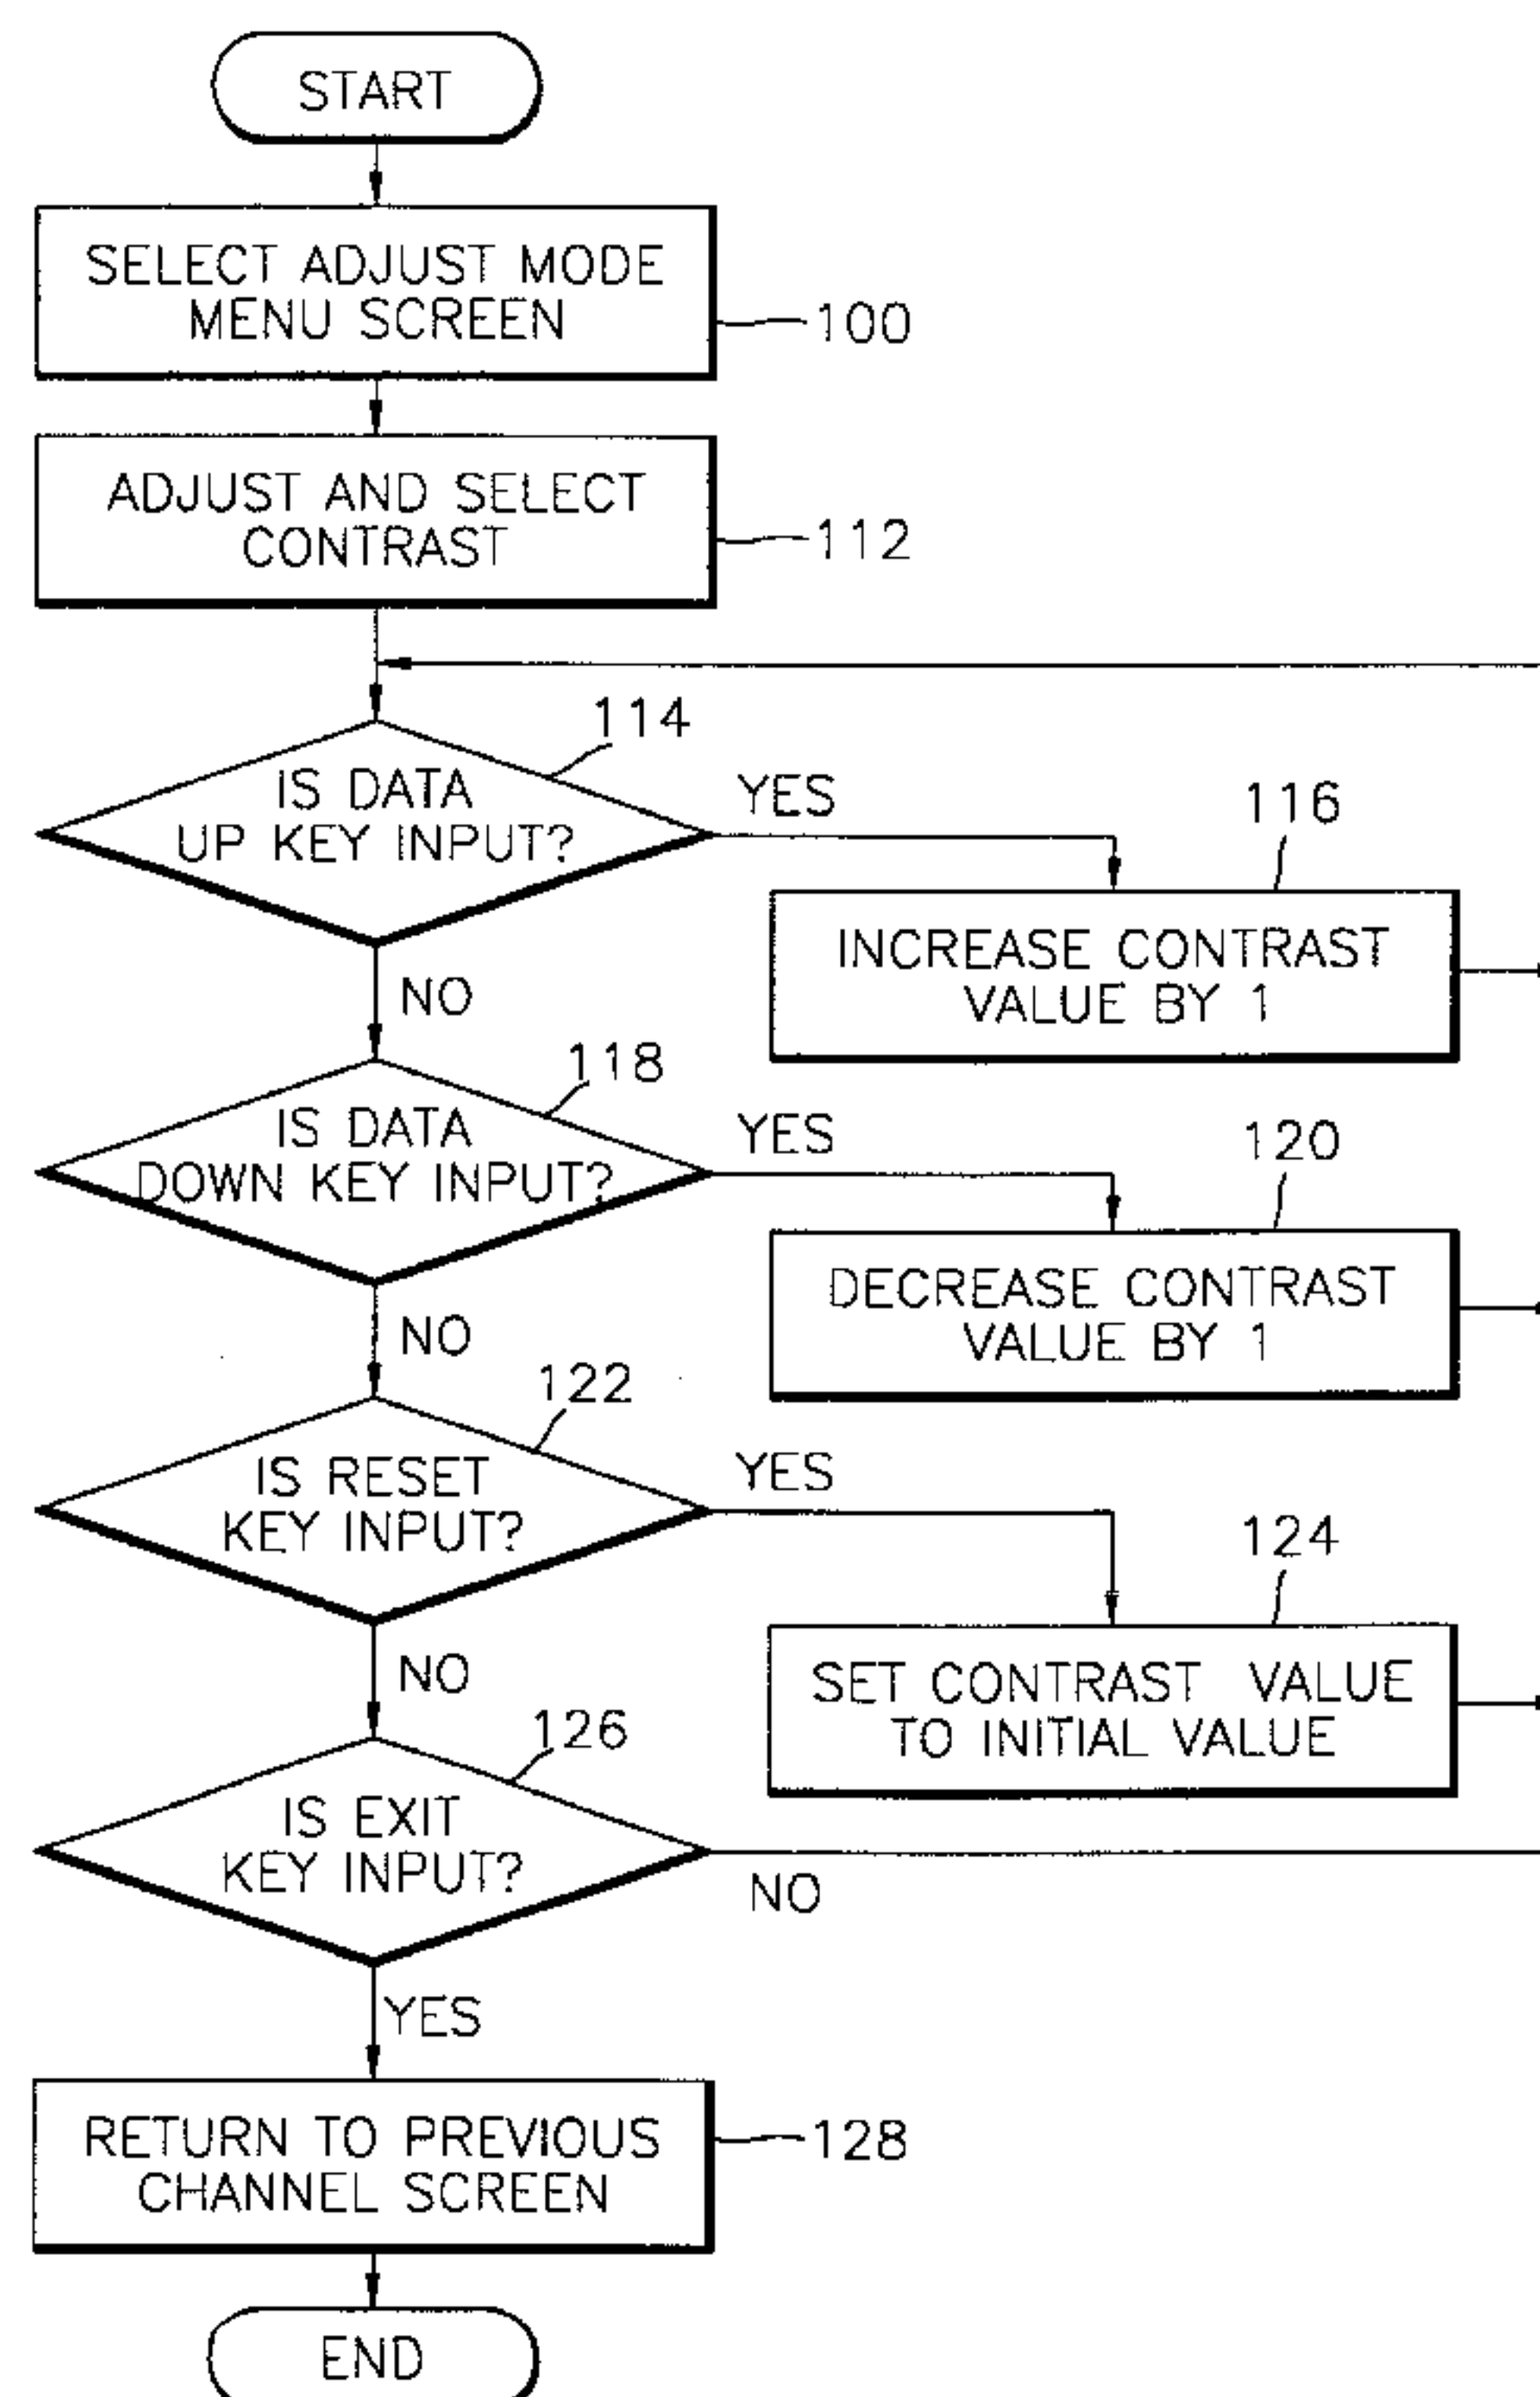 START
SELECT ADJUST MODE
MENU SCREEN
100
ADJUST AND SELECT
CONTRAST
112
114
IS DATA
UP KEY INPUT?
YES
116
INCREASE CONTRAST
VALUE BY 1
NO
118
IS DATA
DOWN KEY INPUT?
YES
120
DECREASE CONTRAST
VALUE BY 1
NO
122
IS RESET
KEY INPUT?
YES
124
SET CONTRAST VALUE
TO INITIAL VALUE
NO
126
IS EXIT
KEY INPUT?
NO
YES
RETURN TO PREVIOUS
CHANNEL SCREEN
128
END